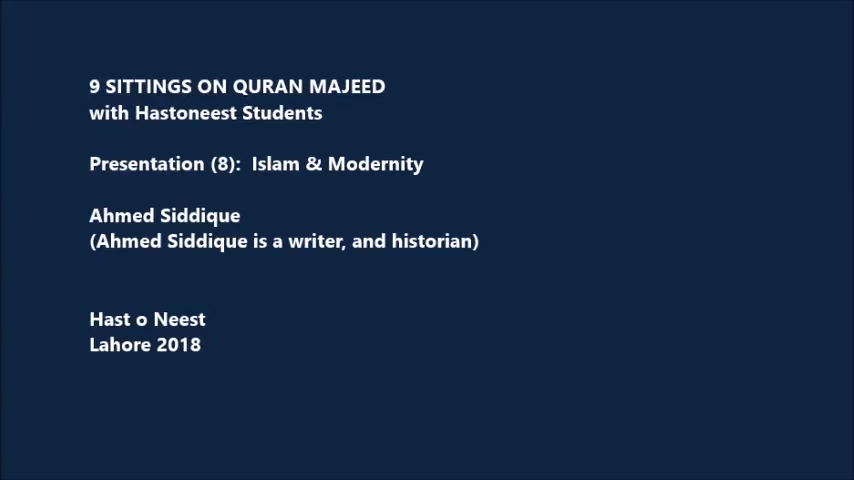 9 SITTINGS ON QURAN MAJEED
with Hastoneest Students
Presentation (8):  Islam & Modernity
Ahmed Siddique
(Ahmed Siddique is a writer, and historian)
Hast o Neest
Lahore 2018